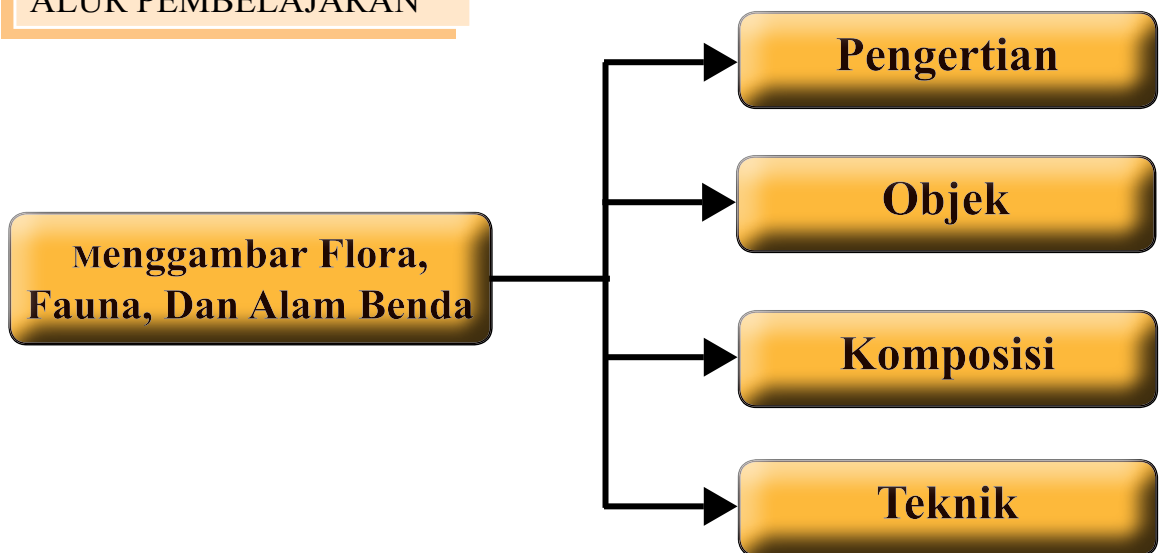 ALUR PEMBELAJARAN
Menggambar Flora,
Fauna, Dan Alam Benda
Pengertian
Objek
Komposisi
Teknik